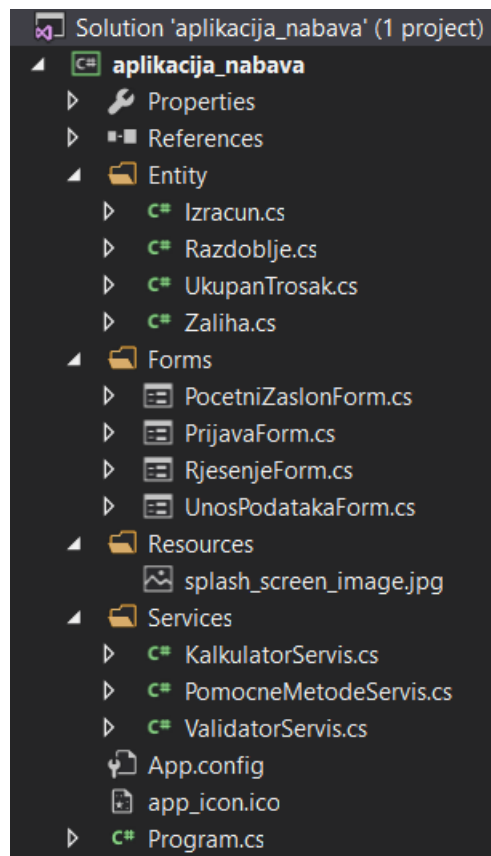 Solution 'aplikacija_nabava' (1 project)
C# aplikacija_nabava
Properties
References
Entity
C# Izracun.cs
C# Razdoblje.cs
C# UkupanTrosak.cs
C# Zaliha.cs
Forms
PocetniZaslonForm.cs
PrijavaForm.cs
RjesenjeForm.cs
UnosPodatakaForm.cs
Resources
splash_screen_image.jpg
Services
C# KalkulatorServis.cs
C# PomocneMetodeServis.cs
C# ValidatorServis.cs
App.config
app_icon.ico
C# Program.cs